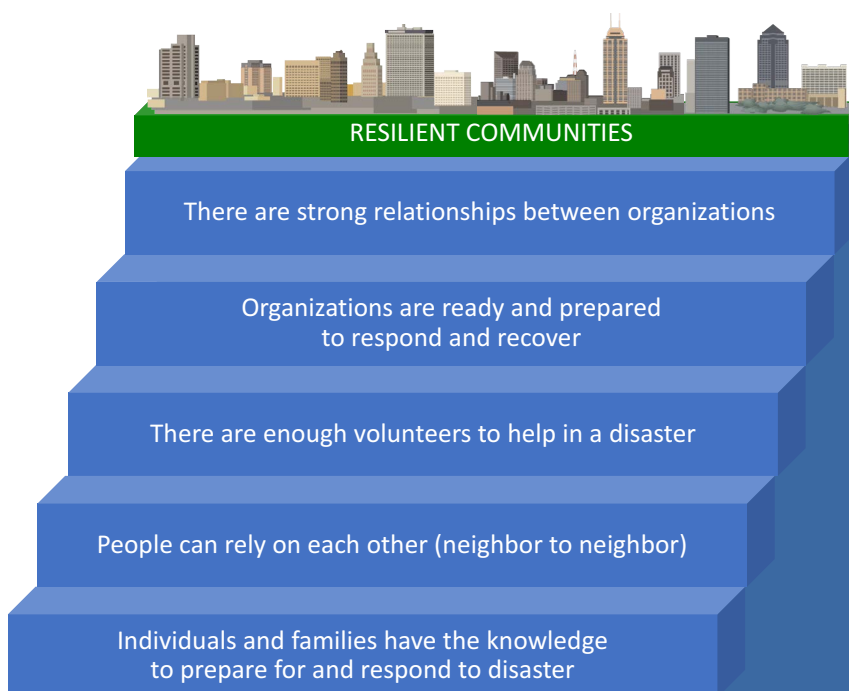 RESILIENT COMMUNITIES
There are strong relationships between organizations
Organizations are ready and prepared
to respond and recover
There are enough volunteers to help in a disaster
People can rely on each other (neighbor to neighbor)
Individuals and families have the knowledge
to prepare for and respond to disaster